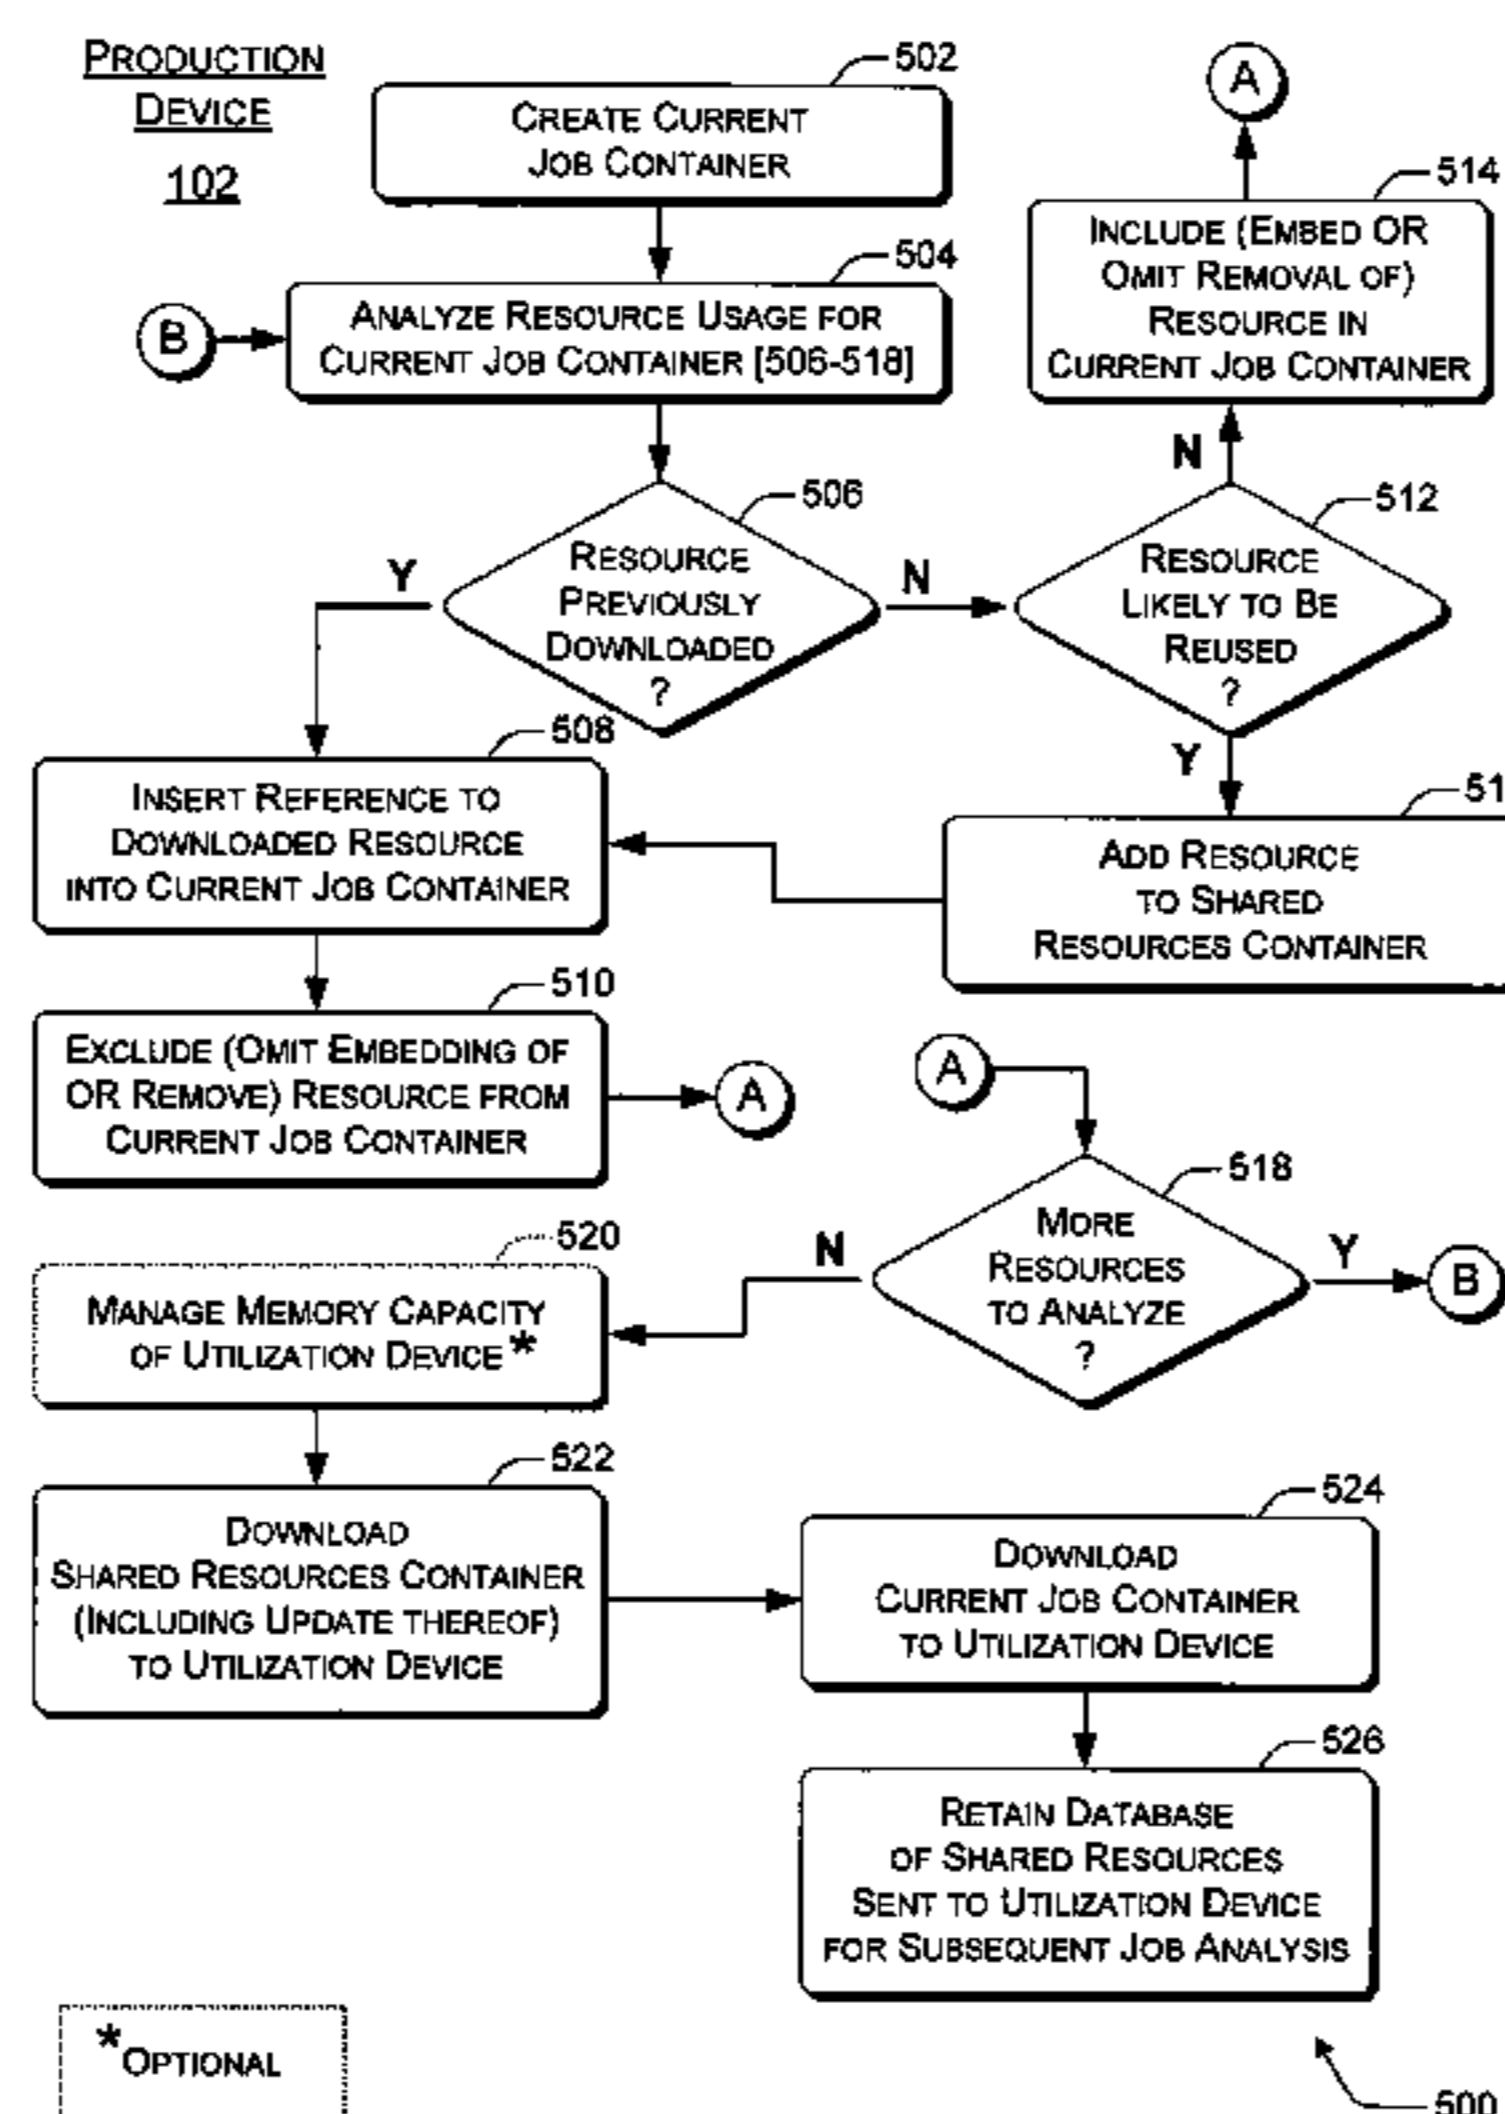 PRODUCTION
DEVICE
102
502
CREATE CURRENT
JOB CONTAINER
504
B
ANALYZE RESOURCE USAGE FOR
CURRENT JOB CONTAINER [506-518]
506
RESOURCE
PREVIOUSLY
DOWNLOADED
?
Y
N
A
514
INCLUDE (EMBED OR
OMIT REMOVAL OF)
RESOURCE IN
CURRENT JOB CONTAINER
N
512
RESOURCE
LIKELY TO BE
REUSED
?
Y
508
INSERT REFERENCE TO
DOWNLOADED RESOURCE
INTO CURRENT JOB CONTAINER
ADD RESOURCE
TO SHARED
RESOURCES CONTAINER
510
EXCLUDE (OMIT EMBEDDING OF
OR REMOVE) RESOURCE FROM
CURRENT JOB CONTAINER
A
A
518
MORE
RESOURCES
TO ANALYZE
?
N
Y
B
520
MANAGE MEMORY CAPACITY
OF UTILIZATION DEVICE*
522
DOWNLOAD
SHARED RESOURCES CONTAINER
(INCLUDING UPDATE THEREOF)
TO UTILIZATION DEVICE
524
DOWNLOAD
CURRENT JOB CONTAINER
TO UTILIZATION DEVICE
526
RETAIN DATABASE
OF SHARED RESOURCES
SENT TO UTILIZATION DEVICE
FOR SUBSEQUENT JOB ANALYSIS
*OPTIONAL
500